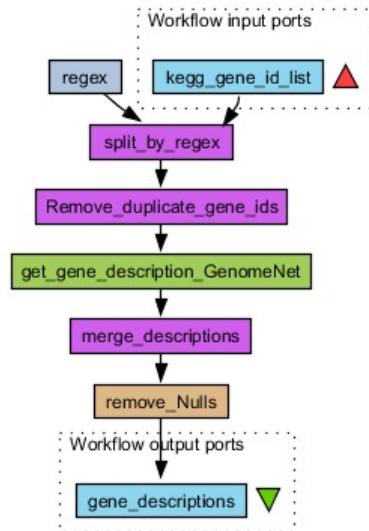 Workflow input ports
regex
kegg_gene_id_list
split_by_regex
Remove_duplicate_gene_ids
get_gene_description_GenomeNet
merge_descriptions
remove_Nulls
Workflow output ports
gene_descriptions